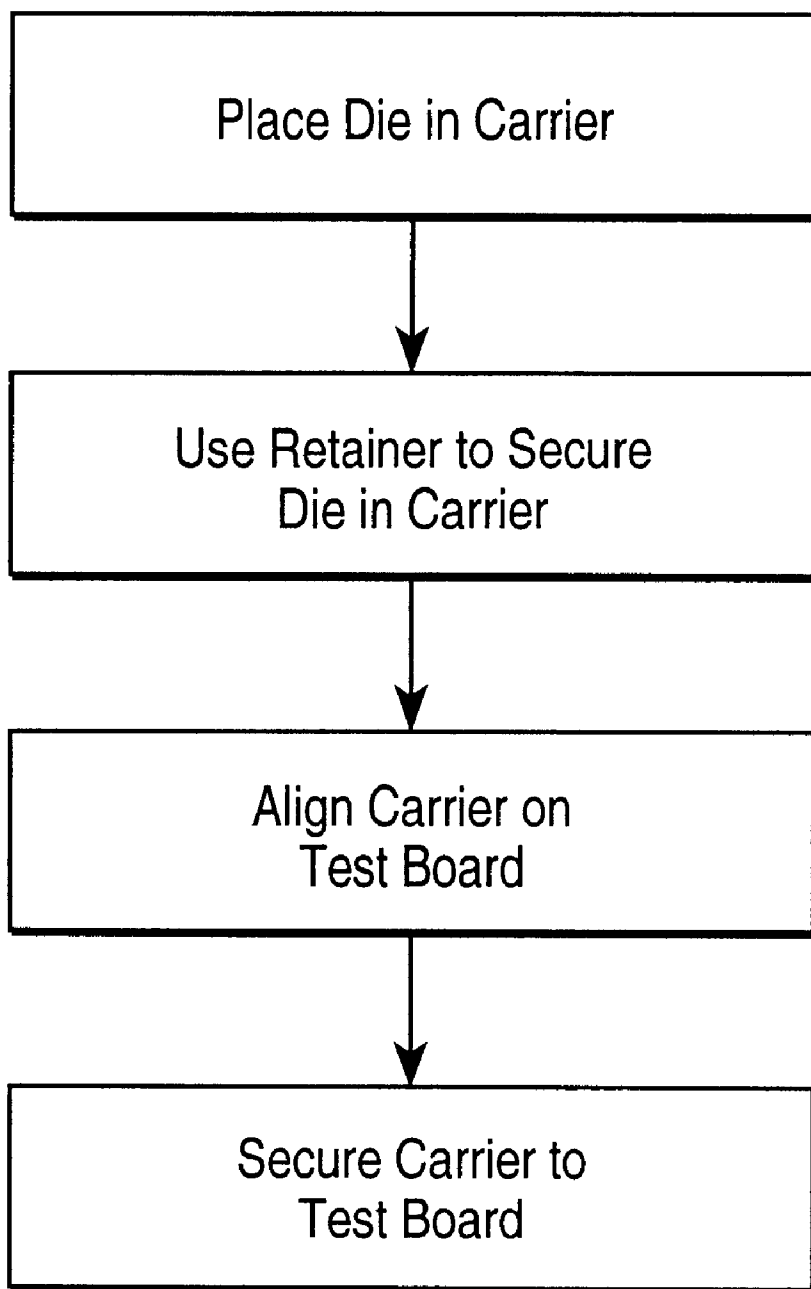 Place Die in Carrier
Use Retainer to Secure
Die in Carrier
Align Carrier on
Test Board
Secure Carrier to
Test Board